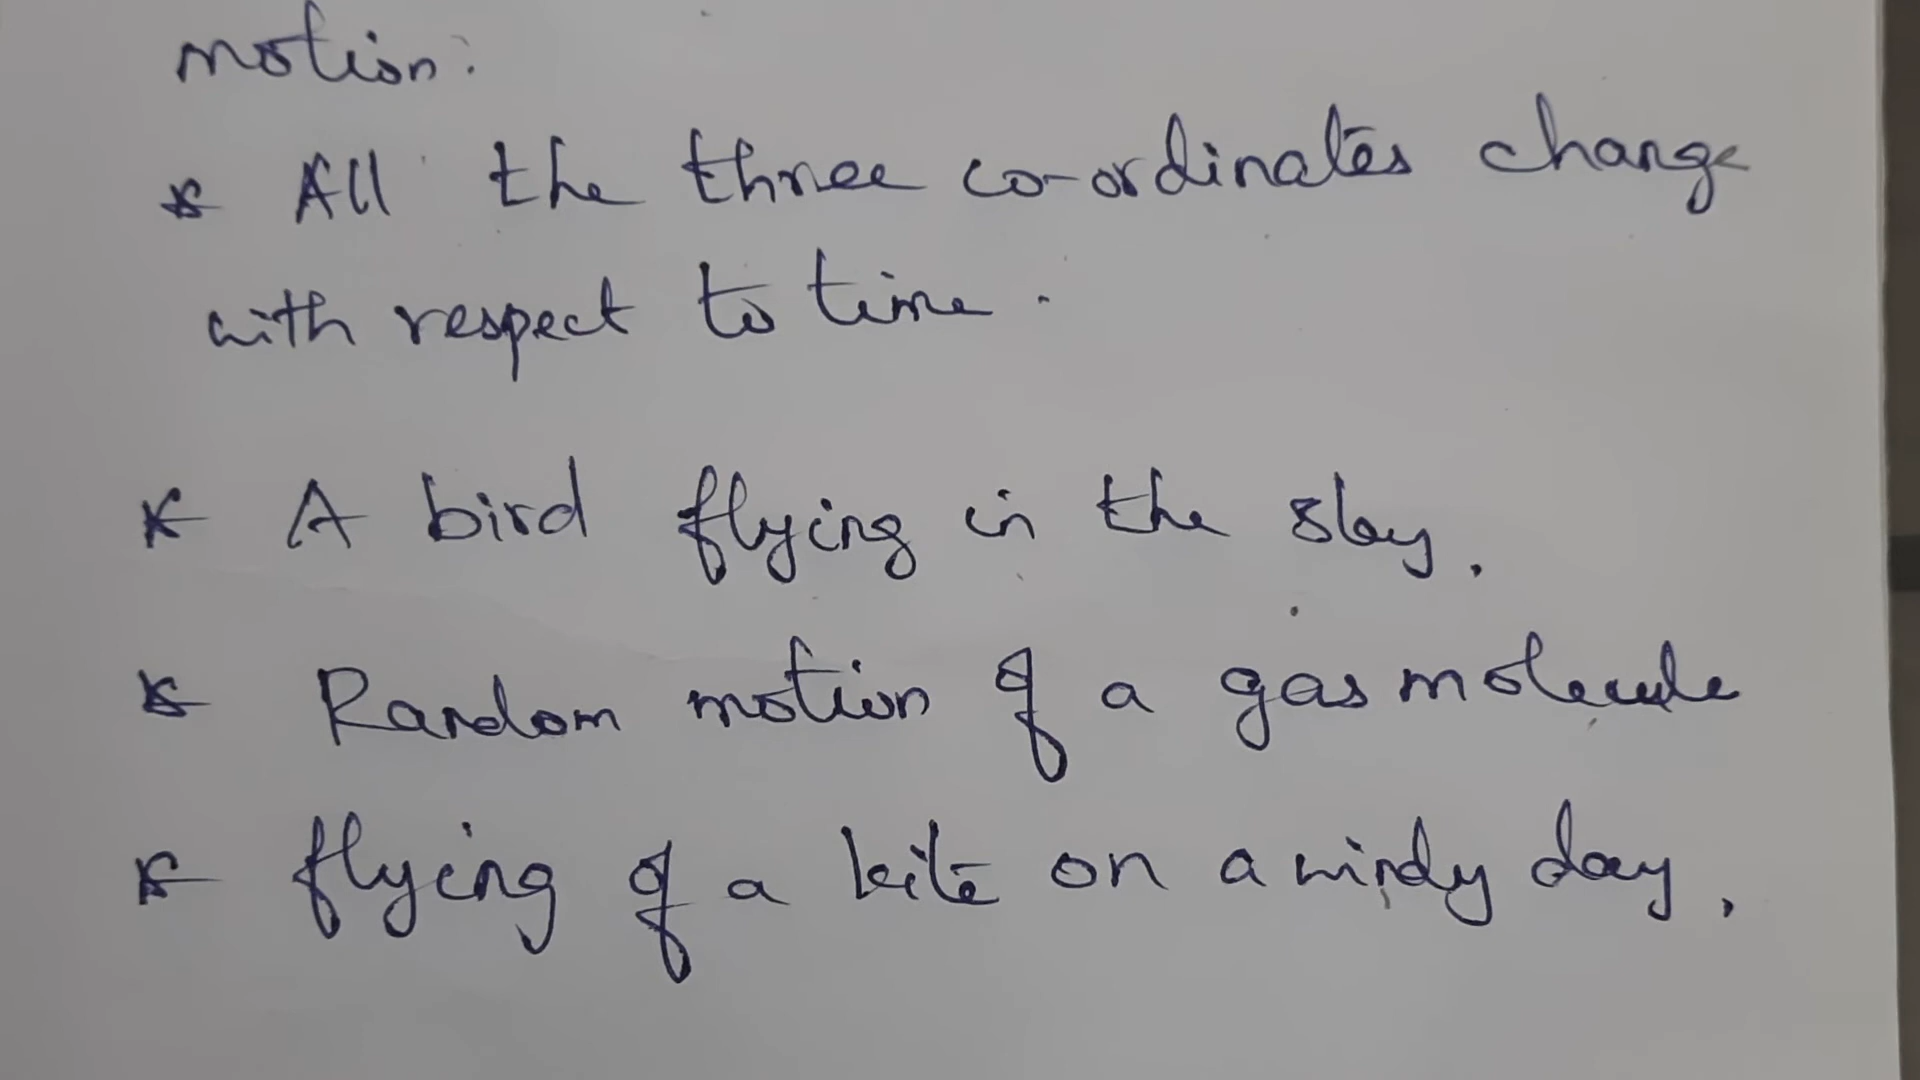 motion:
* All the three co-ordinates change
with respect to time.
* A bird flying in the sky.
* Random motion of a gas molecule
* flying of a kite on a windy day.